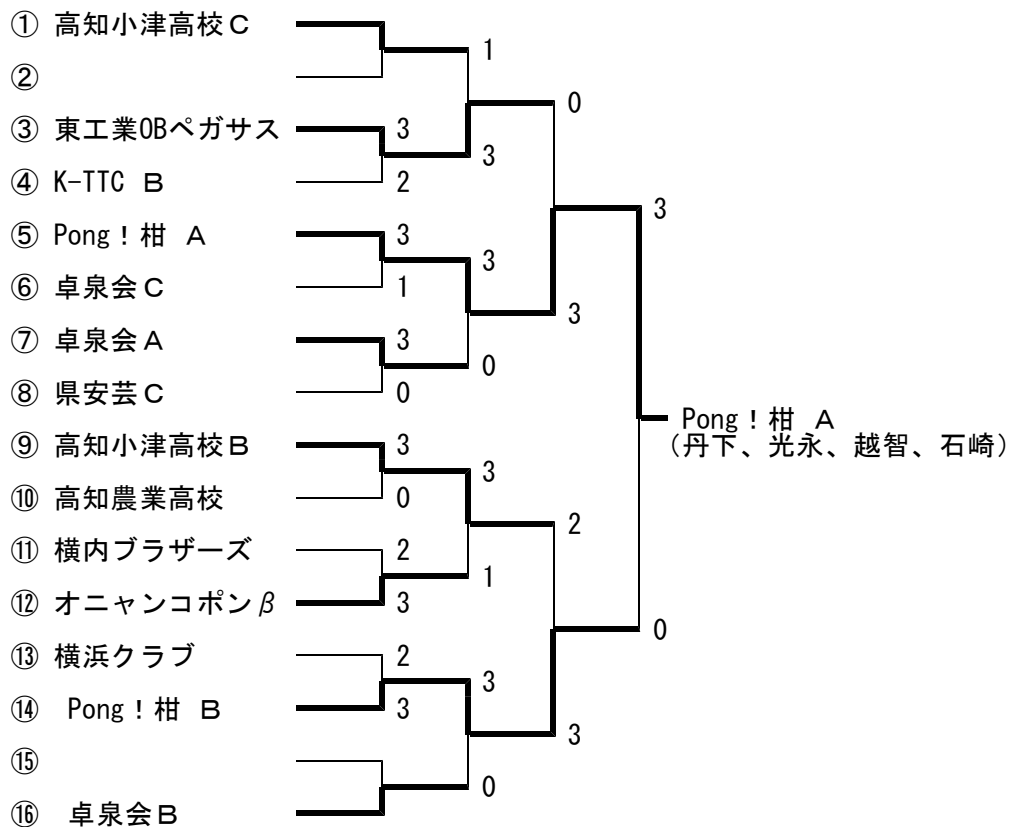 ① 高知小津高校C
1
②
0
③ 東工業OBペガサス 3
3
④ K-TTC B 2
3
⑤ Pong！柑 A 3
3
⑥ 卓泉会C 1
3
⑦ 卓泉会A 3
0
⑧ 県安芸C 0
Pong！柑 A
(丹下、光永、越智、石崎)
⑨ 高知小津高校B 3
3
⑩ 高知農業高校 0
2
⑪ 横内ブラザーズ 2
1
⑫ オニャンコポンβ 3
0
⑬ 横浜クラブ 2
3
⑭ Pong！柑 B 3
3
⑮
0
⑯ 卓泉会B